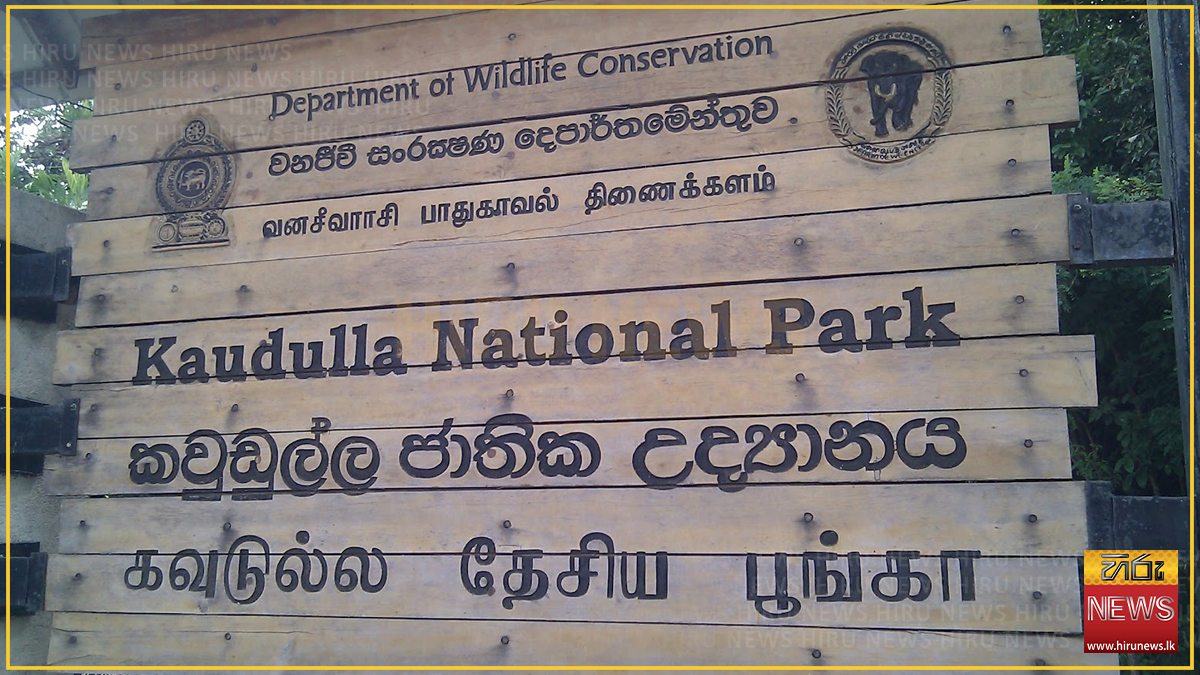 Department of Wildlife Conservation
වනජීවී සංරක්ෂණ දෙපාර්තමේන්තුව
வனசீவராசி பாதுகாவல் திணைக்களம்
Kaudulla National Park
කවුඩුල්ල ජාතික උද්‍යානය
கவுடுல்ல தேசிய பூங்கா
හිරු
NEWS
www.hirunews.lk